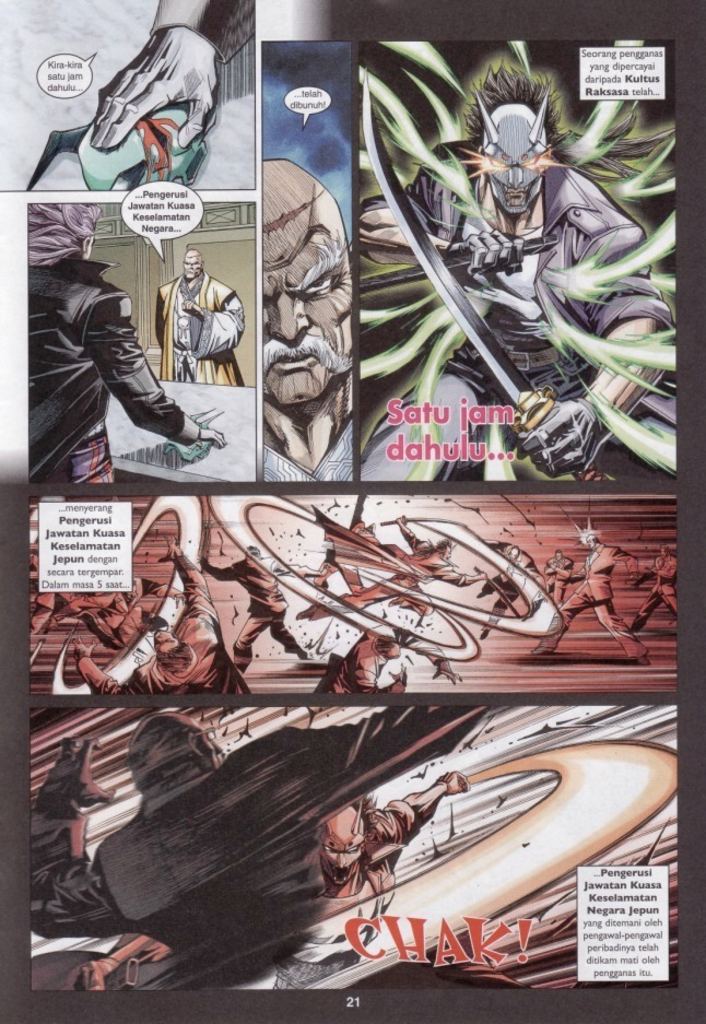 Kira-kira
satu jam
dahulu...
...Pengerusi
Jawatan Kuasa
Keselamatan
Negara...
...telah
dibunuh!
Seorang pengganas
yang dipercayai
daripada Kultus
Raksasa telah...
Satu jam
dahulu...
...menyerang
Pengerusi
Jawatan Kuasa
Keselamatan
Jepun dengan
secara tergempar.
Dalam masa 5 saat...
...Pengerusi
Jawatan Kuasa
Keselamatan
Negara Jepun
yang ditemani oleh
pengawal-pengawal
peribadinya telah
ditikam mati oleh
pengganas itu.
CHAK!
21